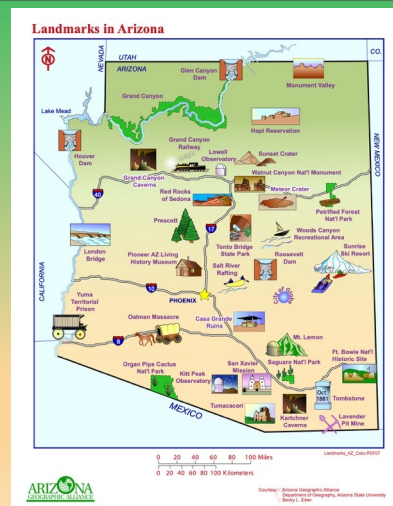 Landmarks in Arizona
N
NEVADA
UTAH
ARIZONA
CO.
Glen Canyon
Dam
Monument Valley
Grand Canyon
Lake Mead
Hopi Reservation
Hoover
Dam
Grand Canyon
Railway
Lowell
Observatory
Sunset Crater
NEW MEXICO
Grand Canyon
Caverns
Walnut Canyon Nat'l Monument
Meteor Crater
40
Red Rocks
of Sedona
Petrified Forest
Nat'l Park
Prescott
17
Woods Canyon
Recreational Area
London
Bridge
Tonto Bridge
State Park
Sunrise
Ski Resort
Pioneer AZ Living
History Museum
Salt River
Rafting
Roosevelt
Dam
CALIFORNIA
10
PHOENIX
Yuma
Territorial
Prison
Oatman Massacre
Casa Grande
Ruins
8
Mt. Lemon
Ft. Bowie Nat'l
Historic Site
Organ Pipe Cactus
Nat'l Park
San Xavier
Mission
Saguaro Nat'l Park
Kitt Peak
Observatory
Oct
1881
Tombstone
MEXICO
Tumacacori
Kartchner
Caverns
Lavender
Pit Mine
0 20 40 60 80 100 Miles
0 20 40 60 80 100 Kilometers
Landmarks_AZ_Color.PDF07
ARIZONA
GEOGRAPHIC ALLIANCE
Courtesy: Arizona Geographic Alliance
Department of Geography, Arizona State University
Becky L. Eden